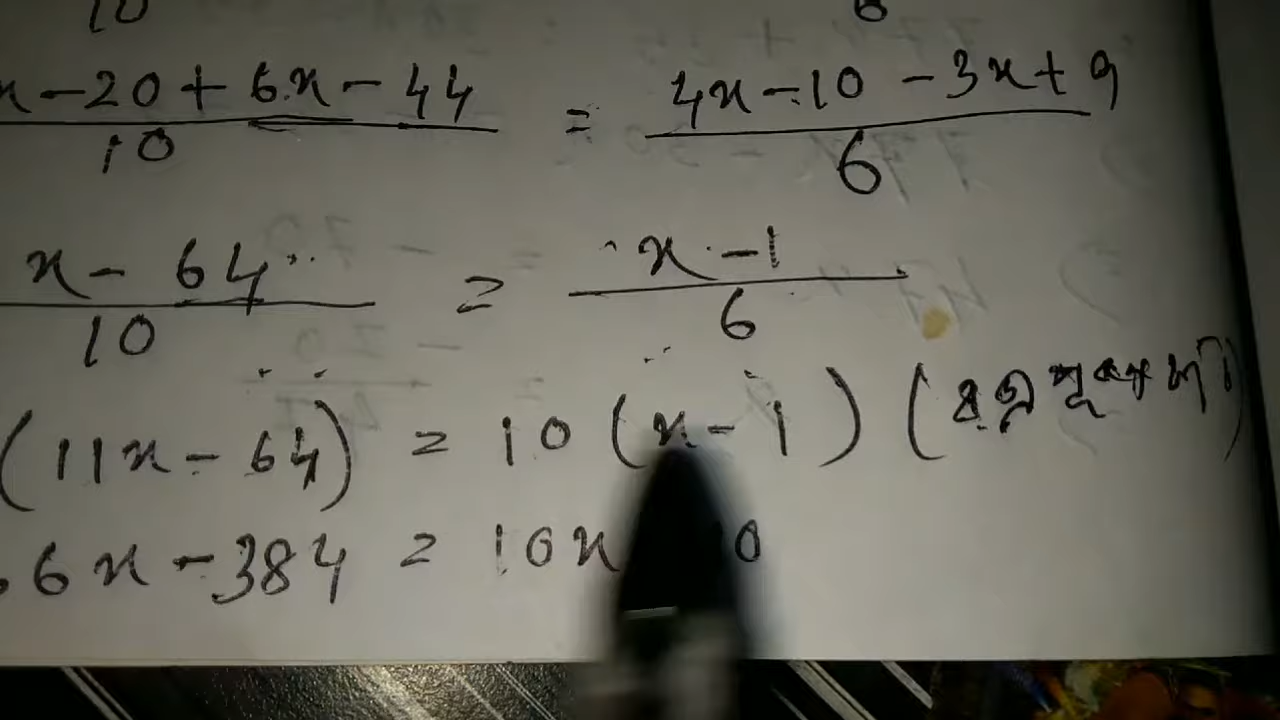 10 6
x-20+6x-44/10 = 4x-10-3x+9/6
x-64/10 = x-1/6
(11x-64) = 10(x-1)
6x-384 = 10x 0